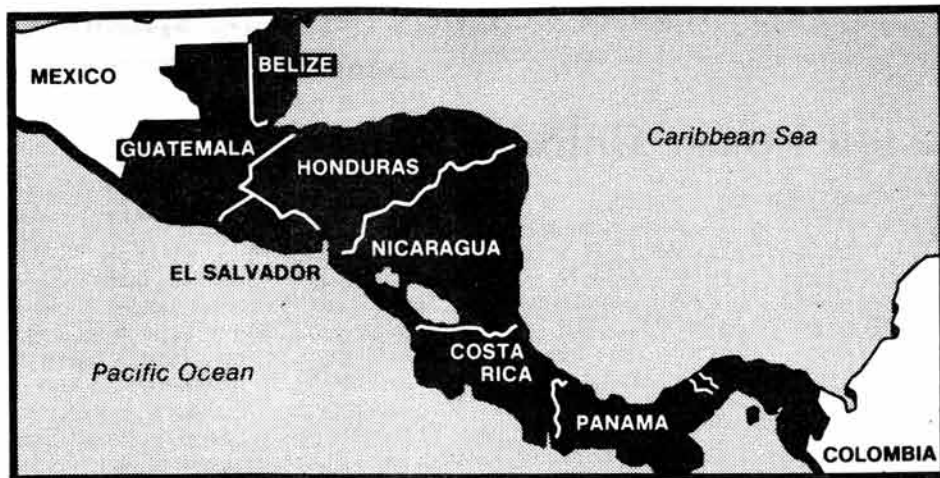 BELIZE
MEXICO
Caribbean Sea
GUATEMALA
HONDURAS
NICARAGUA
EL SALVADOR
COSTA
RICA
Pacific Ocean
PANAMA
COLOMBIA